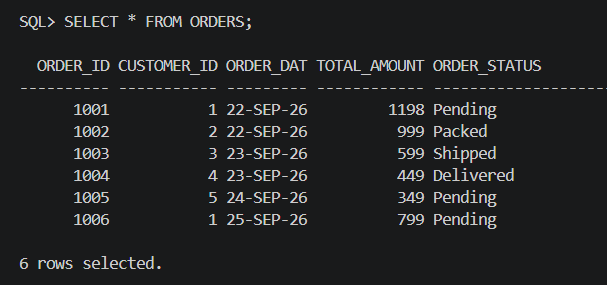 SQL> SELECT * FROM ORDERS;
ORDER_ID CUSTOMER_ID ORDER_DAT TOTAL_AMOUNT ORDER_STATUS
---------- ----------- --------- ------------ --------------------
1001 1 22-SEP-26 1198 Pending
1002 2 22-SEP-26 999 Packed
1003 3 23-SEP-26 599 Shipped
1004 4 23-SEP-26 449 Delivered
1005 5 24-SEP-26 349 Pending
1006 1 25-SEP-26 799 Pending
6 rows selected.